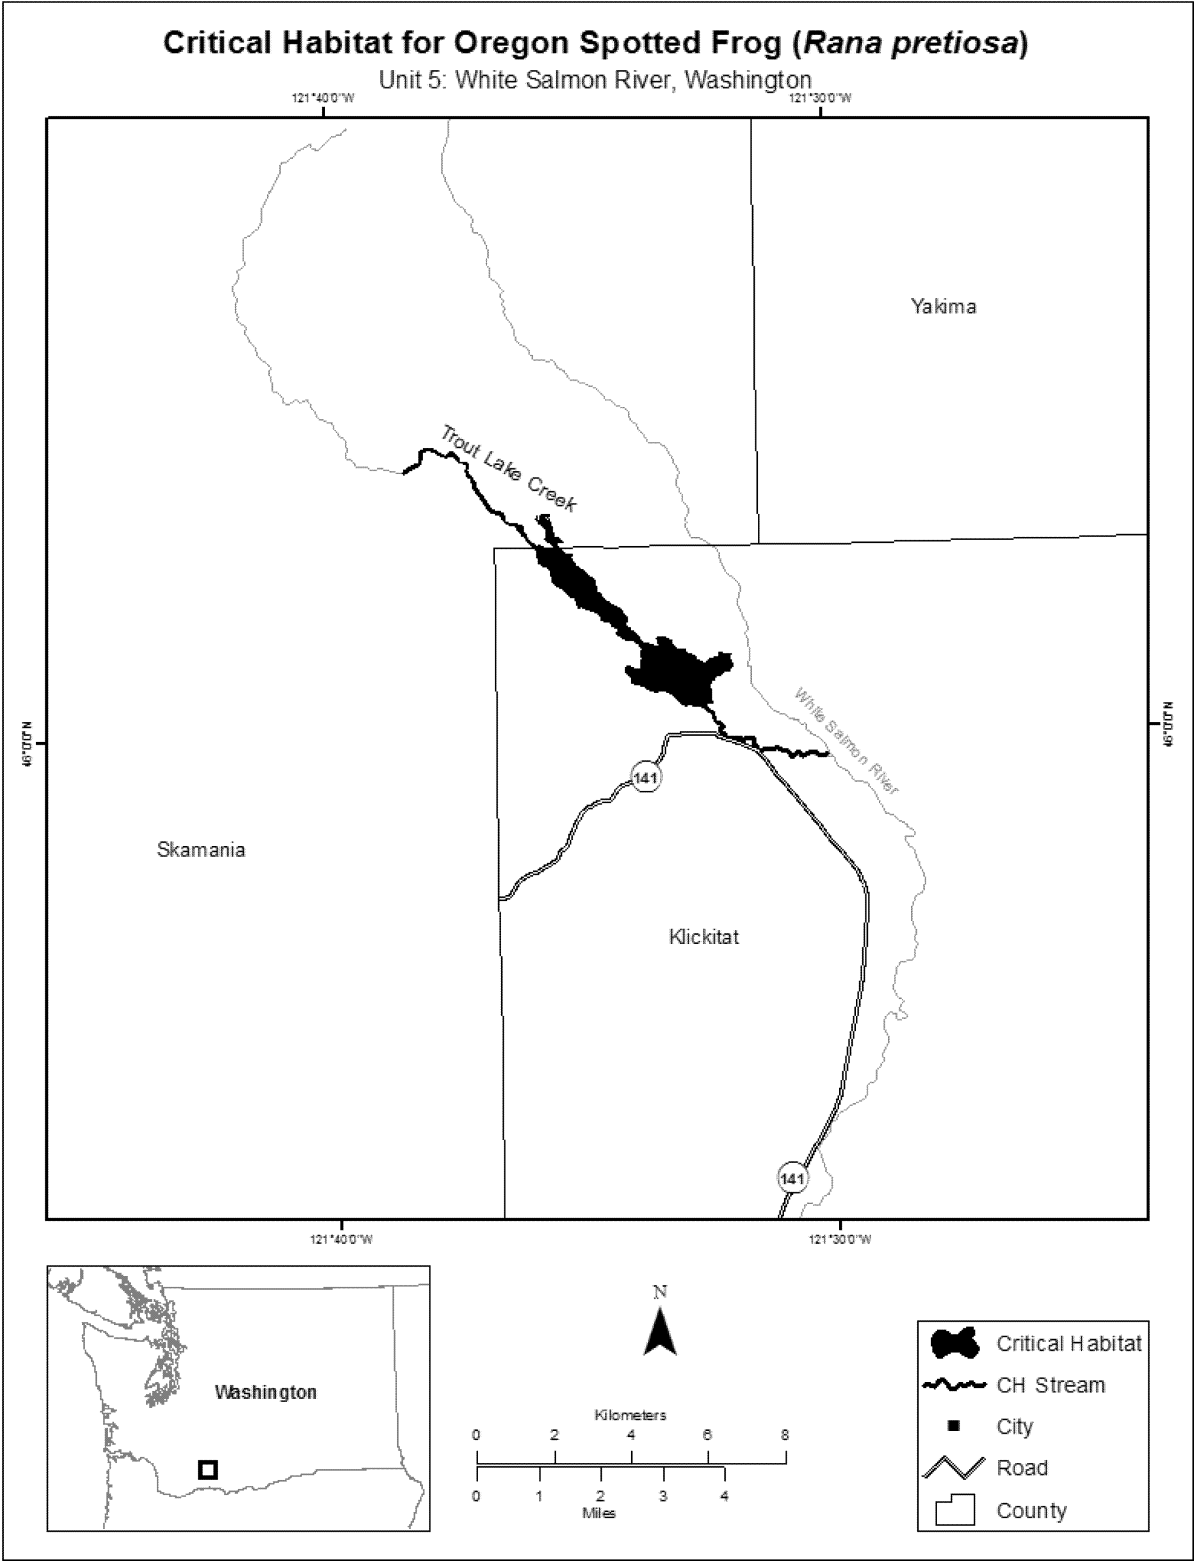 Critical Habitat for Oregon Spotted Frog (Rana pretiosa)
Unit 5: White Salmon River, Washington
121°40'0"W
121°30'0"W
Yakima
Trout Lake Creek
White Salmon River
46°0'0"N
46°0'0"N
141
Skamania
Klickitat
141
121°40'0"W
121°30'0"W
Washington
N
Kilometers
0 2 4 6 8
0 1 2 3 4
Miles
Critical Habitat
CH Stream
City
Road
County